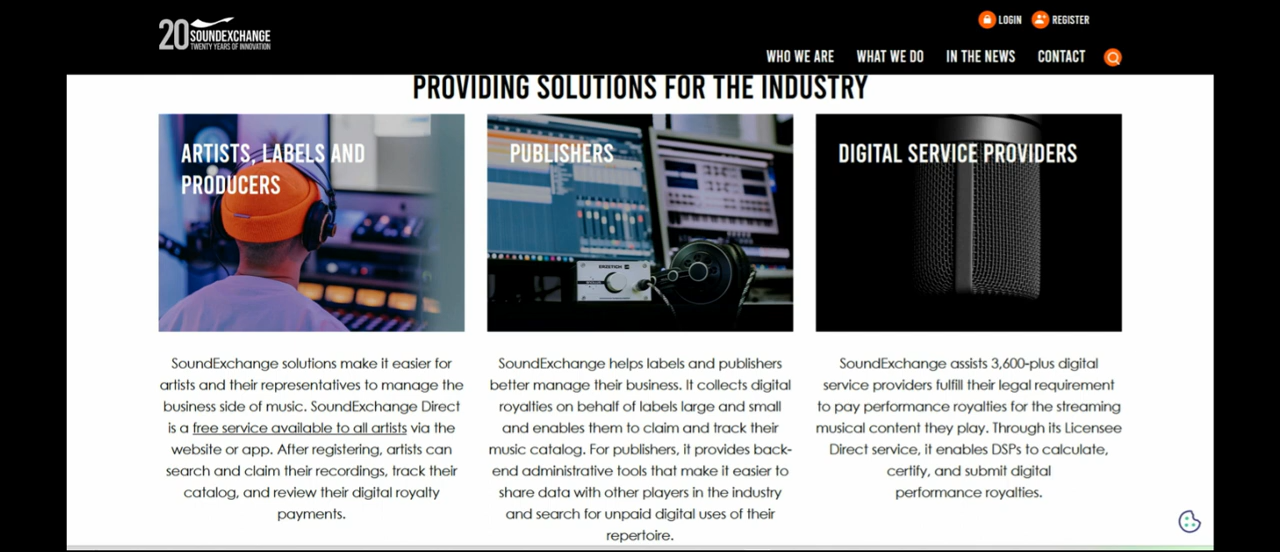 20 SOUNDEXCHANGE
TWENTY YEARS OF INNOVATION
LOGIN REGISTER
WHO WE ARE WHAT WE DO IN THE NEWS CONTACT
PROVIDING SOLUTIONS FOR THE INDUSTRY
ARTISTS, LABELS AND
PRODUCERS
SoundExchange solutions make it easier for
artists and their representatives to manage the
business side of music. SoundExchange Direct
is a free service available to all artists via the
website or app. After registering, artists can
search and claim their recordings, track their
catalog, and review their digital royalty
payments.
PUBLISHERS
SoundExchange helps labels and publishers
better manage their business. It collects digital
royalties on behalf of labels large and small
and enables them to claim and track their
music catalog. For publishers, it provides back-
end administrative tools that make it easier to
share data with other players in the industry
and search for unpaid digital uses of their
repertoire.
DIGITAL SERVICE PROVIDERS
SoundExchange assists 3,600-plus digital
service providers fulfill their legal requirement
to pay performance royalties for the streaming
musical content they play. Through its Licensee
Direct service, it enables DSPs to calculate,
certify, and submit digital
performance royalties.